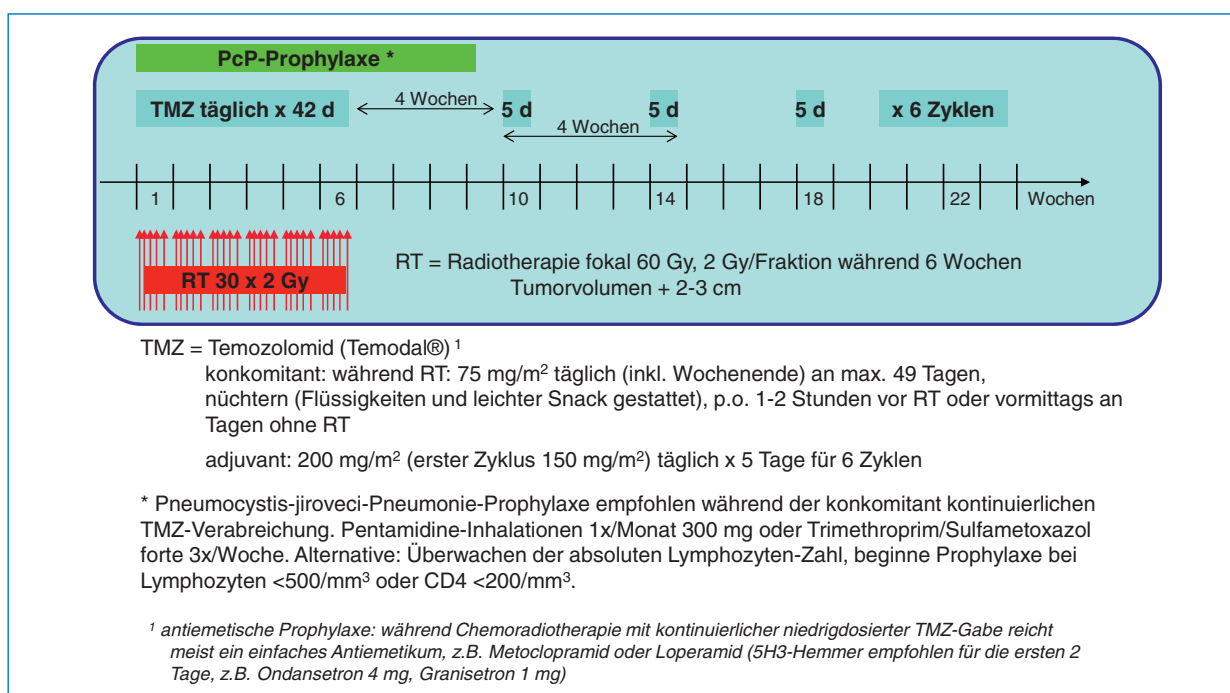 PcP-Prophylaxe *
TMZ täglich x 42 d
4 Wochen
5 d
5 d
5 d
x 6 Zyklen
4 Wochen
1 6 10 14 18 22 Wochen
RT 30 x 2 Gy
RT = Radiotherapie fokal 60 Gy, 2 Gy/Fraktion während 6 Wochen
Tumorvolumen + 2-3 cm
TMZ = Temozolomid (Temodal®) ¹
konkomitant: während RT: 75 mg/m² täglich (inkl. Wochenende) an max. 49 Tagen,
nüchtern (Flüssigkeiten und leichter Snack gestattet), p.o. 1-2 Stunden vor RT oder vormittags an
Tagen ohne RT
adjuvant: 200 mg/m² (erster Zyklus 150 mg/m²) täglich x 5 Tage für 6 Zyklen
* Pneumocystis-jiroveci-Pneumonie-Prophylaxe empfohlen während der konkomitant kontinuierlichen
TMZ-Verabreichung. Pentamidine-Inhalationen 1x/Monat 300 mg oder Trimethroprim/Sulfametoxazol
forte 3x/Woche. Alternative: Überwachen der absoluten Lymphozyten-Zahl, beginne Prophylaxe bei
Lymphozyten <500/mm³ oder CD4 <200/mm³.
¹ antiemetische Prophylaxe: während Chemoradiotherapie mit kontinuierlicher niedrigdosierter TMZ-Gabe reicht
meist ein einfaches Antiemetikum, z.B. Metoclopramid oder Loperamid (5H3-Hemmer empfohlen für die ersten 2
Tage, z.B. Ondansetron 4 mg, Granisetron 1 mg)